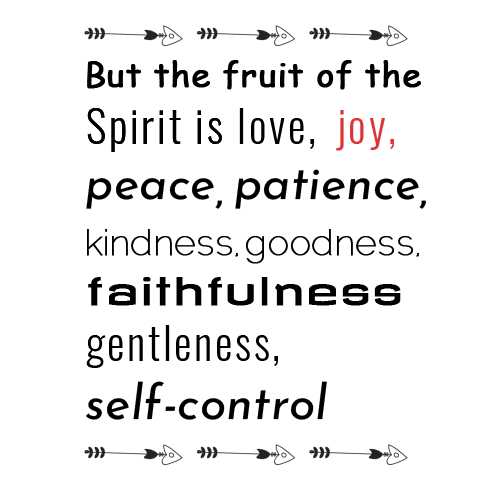 But the fruit of the
Spirit is love, joy,
peace, patience,
kindness, goodness,
faithfulness
gentleness,
self-control